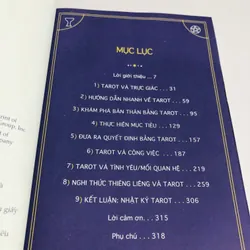 MỤC LỤC
Lời giới thiệu .. 7
1) TAROT VÀ TRỰC GIÁC . . . 31
2) HƯỚNG DẪN NHANH VỀ TAROT . . . 59
3) KHÁM PHÁ BẢN THÂN BẰNG TAROT . . . 95
4) THỰC HIỆN MỤC TIÊU . . . 129
5) ĐƯA RA QUYẾT ĐỊNH BẰNG TAROT . . . 157
6) TAROT VÀ CÔNG VIỆC . . . 187
7) TAROT VÀ TÌNH YÊU/MỐI QUAN HỆ . . . 219
8) NGHI THỨC THIÊNG LIÊNG VÀ TAROT . . . 259
9) KẾT LUẬN: NHẬT KÝ TAROT . . . 306
Lời cảm ơn. . . 315
Phụ chú . . . 318